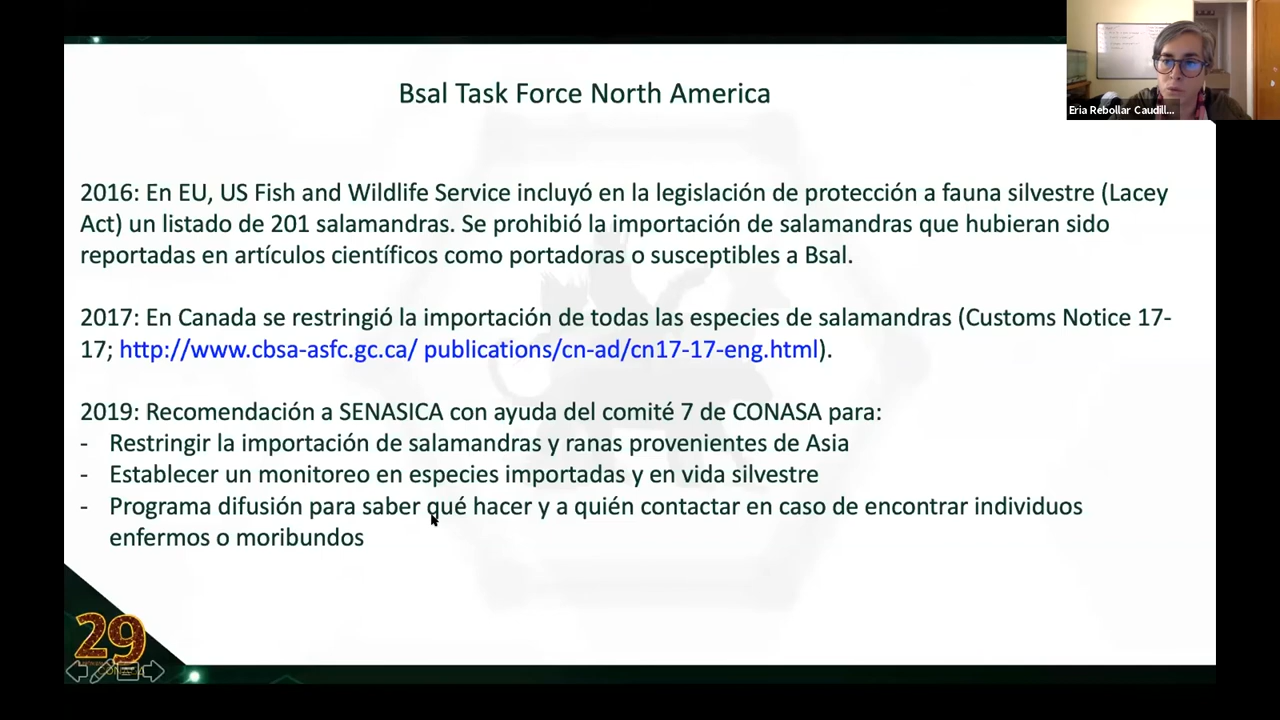 Bsal Task Force North America
Eria Rebollar Caudill...
2016: En EU, US Fish and Wildlife Service incluyó en la legislación de protección a fauna silvestre (Lacey
Act) un listado de 201 salamandras. Se prohibió la importación de salamandras que hubieran sido
reportadas en artículos científicos como portadoras o susceptibles a Bsal.
2017: En Canada se restringió la importación de todas las especies de salamandras (Customs Notice 17-
17; http://www.cbsa-asfc.gc.ca/ publications/cn-ad/cn17-17-eng.html).
2019: Recomendación a SENASICA con ayuda del comité 7 de CONASA para:
- Restringir la importación de salamandras y ranas provenientes de Asia
- Establecer un monitoreo en especies importadas y en vida silvestre
- Programa difusión para saber qué hacer y a quién contactar en caso de encontrar individuos
enfermos o moribundos
29